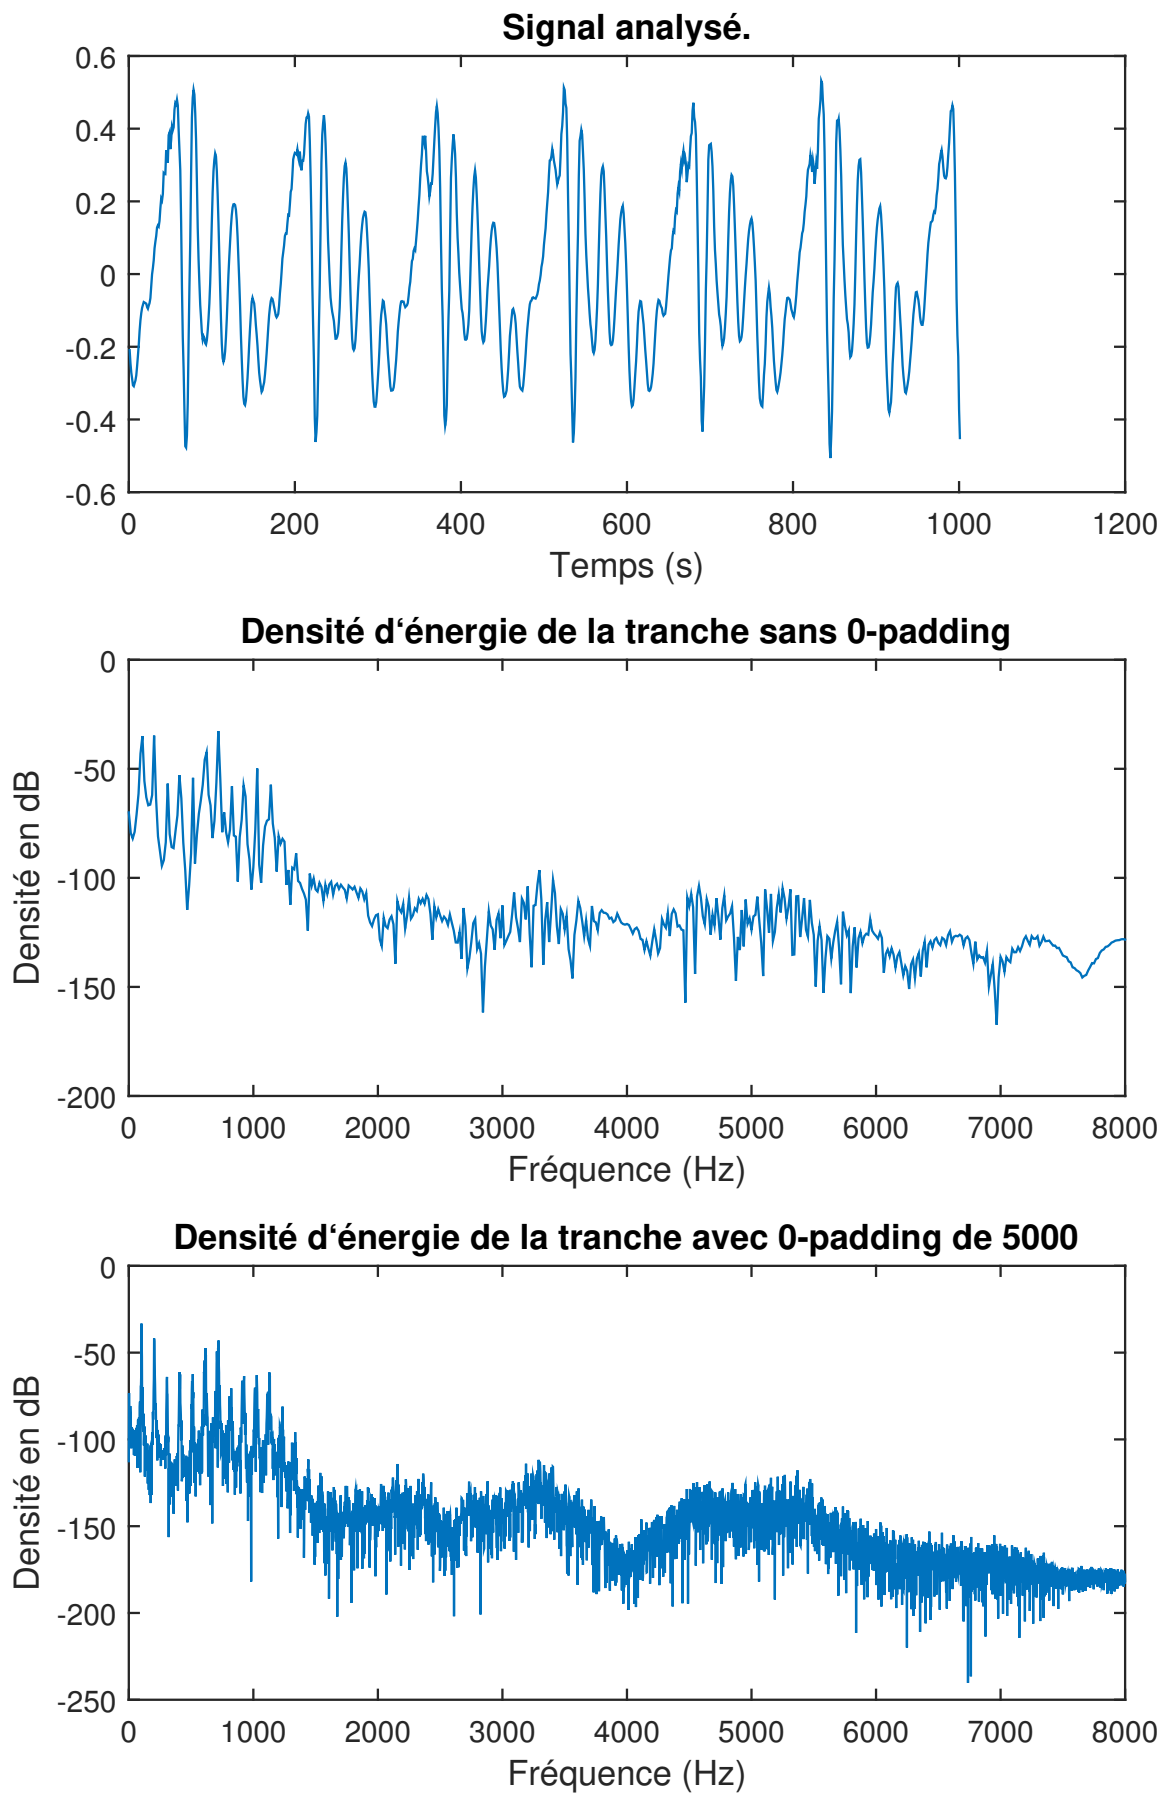 Signal analysé.
0.6
0.4
0.2
0
-0.2
-0.4
-0.6
0 200 400 600 800 1000 1200
Temps (s)
Densité d‘énergie de la tranche sans 0-padding
Densité en dB
0
-50
-100
-150
-200
0 1000 2000 3000 4000 5000 6000 7000 8000
Fréquence (Hz)
Densité d‘énergie de la tranche avec 0-padding de 5000
Densité en dB
0
-50
-100
-150
-200
-250
0 1000 2000 3000 4000 5000 6000 7000 8000
Fréquence (Hz)